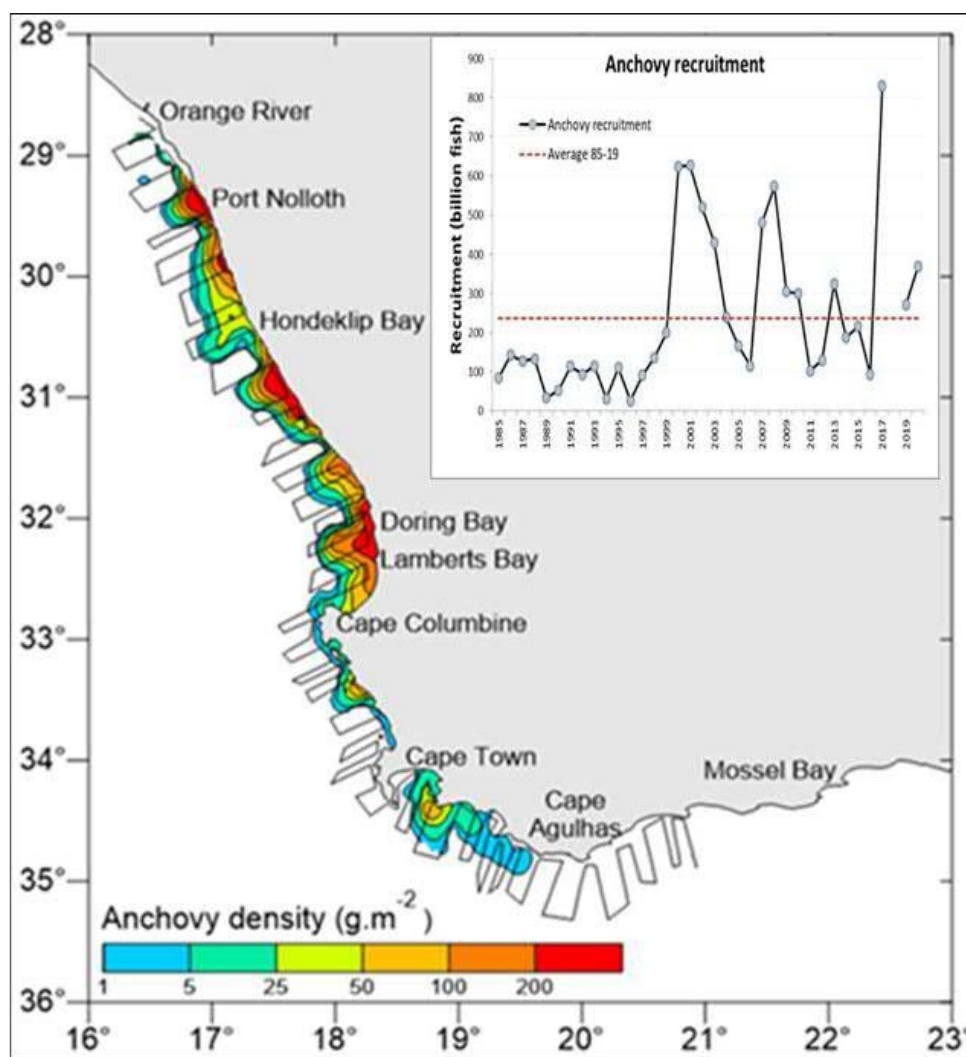 28°
29°
30°
31°
32°
33°
34°
35°
36°
16°
17°
18°
19°
20°
21°
22°
23°
Orange River
Port Nolloth
Hondeklip Bay
Doring Bay
Lamberts Bay
Cape Columbine
Cape Town
Mossel Bay
Cape
Agulhas
Anchovy density (g.m-2)
1 5 25 50 100 200
Anchovy recruitment
Anchovy recruitment
Average 85-19
Recruitment (billion fish)
900
800
700
600
500
400
300
200
100
0
1985
1987
1989
1991
1993
1995
1997
1999
2001
2003
2005
2007
2009
2011
2013
2015
2017
2019